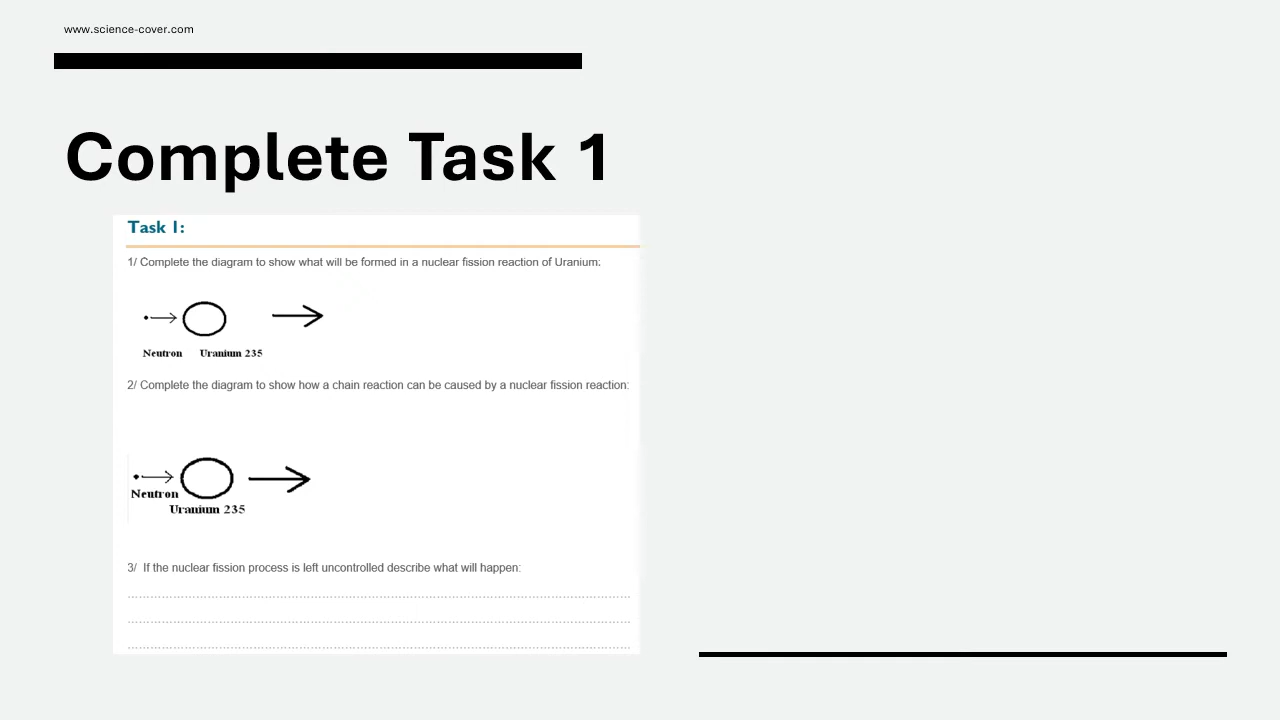 www.science-cover.com
Complete Task 1
Task 1:
1/ Complete the diagram to show what will be formed in a nuclear fission reaction of Uranium:
Neutron Uranium 235
2/ Complete the diagram to show how a chain reaction can be caused by a nuclear fission reaction:
Neutron
Uranium 235
3/ If the nuclear fission process is left uncontrolled describe what will happen: